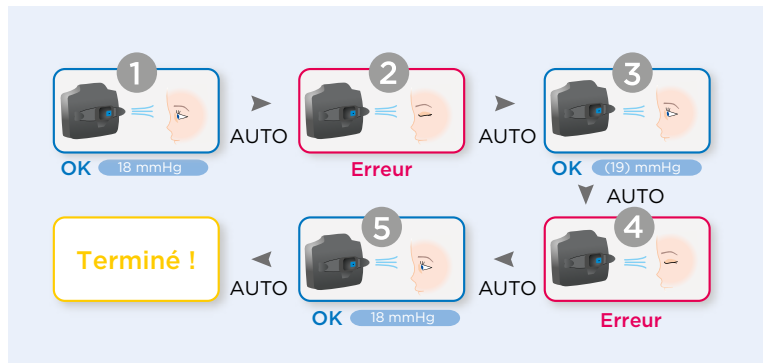 1
2
3
AUTO
AUTO
OK 18 mmHg
Erreur
OK (19) mmHg
AUTO
4
Erreur
AUTO
5
OK 18 mmHg
AUTO
Terminé !